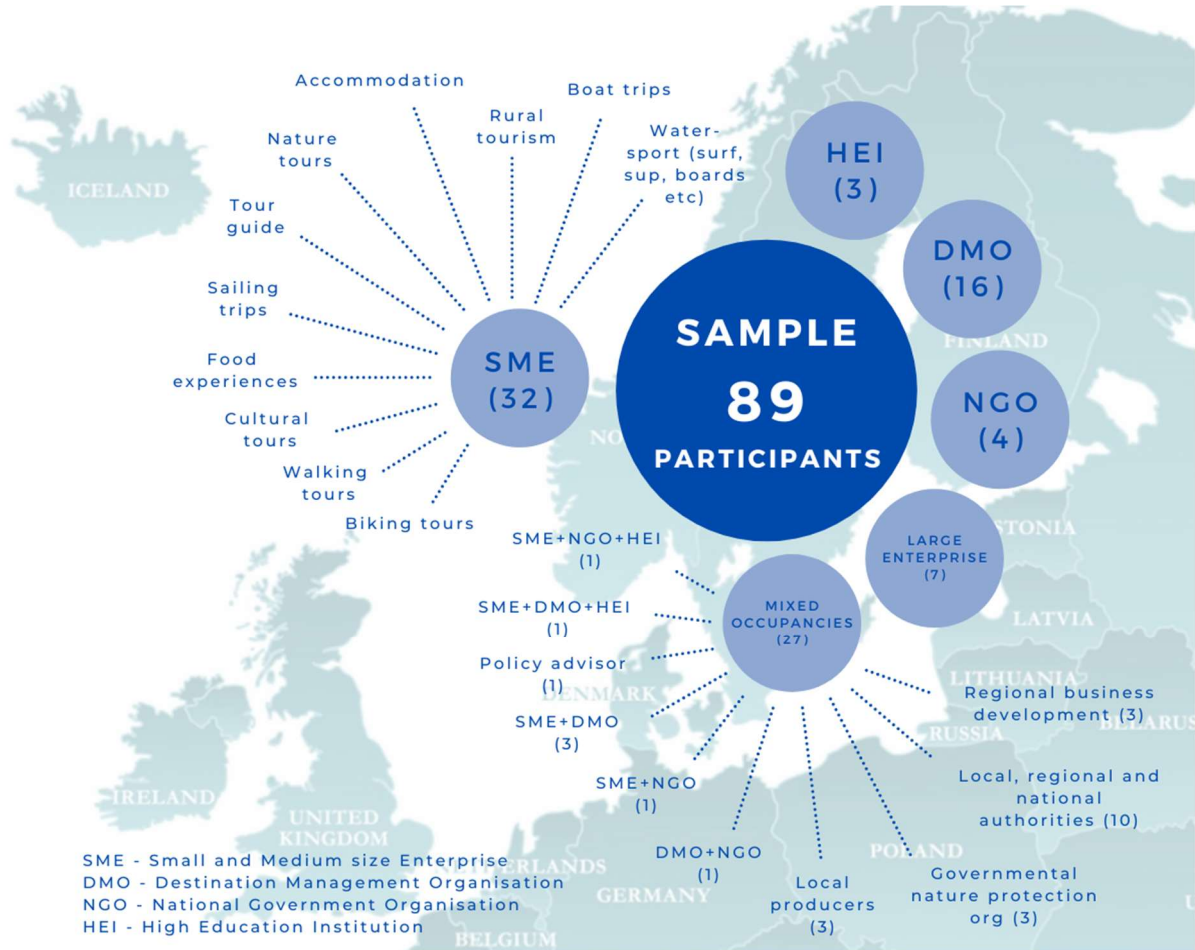 Accommodation
Boat trips
Rural
tourism
Nature
tours
Water-
sport (surf,
sup, boards
etc)
Tour
guide
Sailing
trips
Food
experiences
Cultural
tours
Walking
tours
Biking tours
SME
(32)
HEI
(3)
DMO
(16)
NGO
(4)
LARGE
ENTERPRISE
(7)
SAMPLE
89
PARTICIPANTS
MIXED
OCCUPANCIES
(27)
SME+NGO+HEI
(1)
SME+DMO+HEI
(1)
Policy advisor
(1)
SME+DMO
(3)
SME+NGO
(1)
DMO+NGO
(1)
Local
producers
(3)
Governmental
nature protection
org (3)
Local, regional and
national
authorities (10)
Regional business
development (3)
ICELAND
FINLAND
NO
STONIA
LATVIA
LITHUANIA
RUSSIA
BELARUS
DENMARK
IRELAND
UNITED
KINGDOM
POLAND
GERMANY
BELGIUM
SME - Small and Medium size Enterprise
DMO - Destination Management Organisation
NGO - National Government Organisation
HEI - High Education Institution